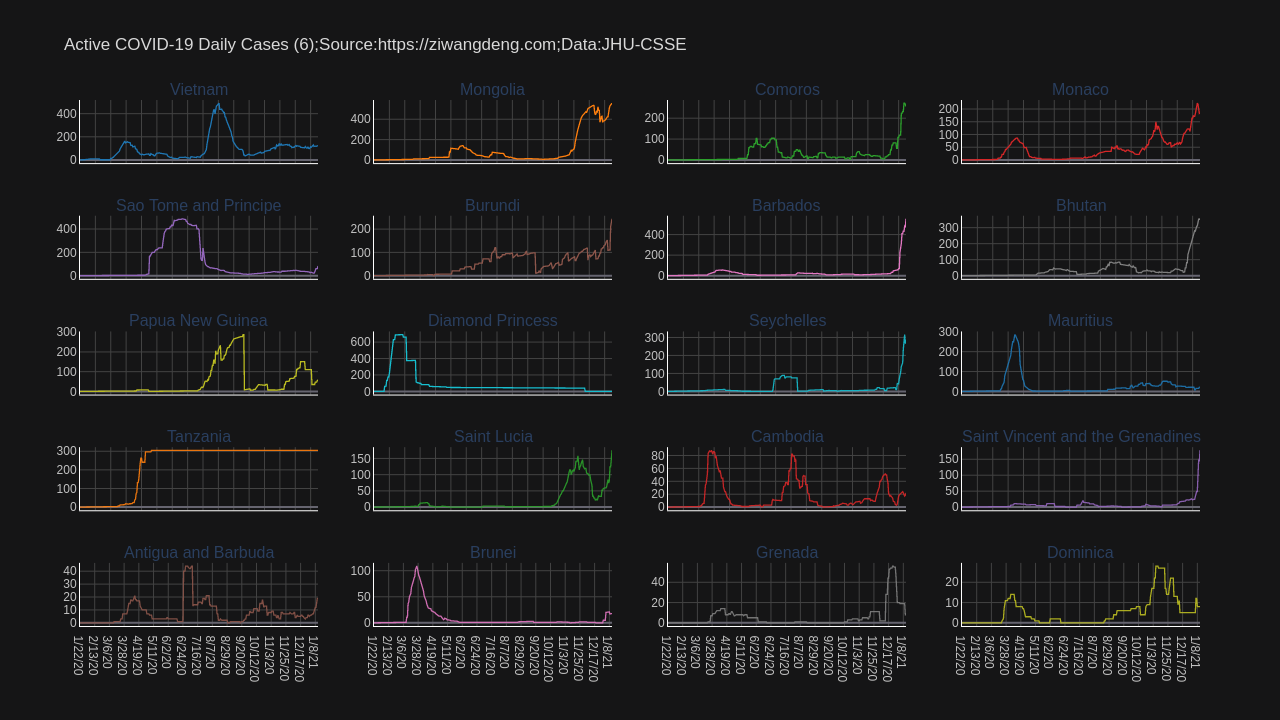 Active COVID-19 Daily Cases (6);Source:https://ziwangdeng.com;Data:JHU-CSSE
Vietnam Mongolia Comoros Monaco
400 200 0
400 200 0
200 100 0
200 150 100 50 0
Sao Tome and Principe Burundi Barbados Bhutan
400 200 0
200 100 0
400 200 0
300 200 100 0
Papua New Guinea Diamond Princess Seychelles Mauritius
300 200 100 0
600 400 200 0
300 200 100 0
300 200 100 0
Tanzania Saint Lucia Cambodia Saint Vincent and the Grenadines
300 200 100 0
150 100 50 0
80 60 40 20 0
150 100 50 0
Antigua and Barbuda Brunei Grenada Dominica
40 30 20 10 0
100 50 0
40 20 0
20 10 0
1/22/20 2/13/20 3/6/20 3/28/20 4/19/20 5/11/20 6/2/20 6/24/20 7/16/20 8/7/20 8/29/20 9/20/20 10/12/20 11/3/20 11/25/20 12/17/20 1/8/21
1/22/20 2/13/20 3/6/20 3/28/20 4/19/20 5/11/20 6/2/20 6/24/20 7/16/20 8/7/20 8/29/20 9/20/20 10/12/20 11/3/20 11/25/20 12/17/20 1/8/21
1/22/20 2/13/20 3/6/20 3/28/20 4/19/20 5/11/20 6/2/20 6/24/20 7/16/20 8/7/20 8/29/20 9/20/20 10/12/20 11/3/20 11/25/20 12/17/20 1/8/21
1/22/20 2/13/20 3/6/20 3/28/20 4/19/20 5/11/20 6/2/20 6/24/20 7/16/20 8/7/20 8/29/20 9/20/20 10/12/20 11/3/20 11/25/20 12/17/20 1/8/21